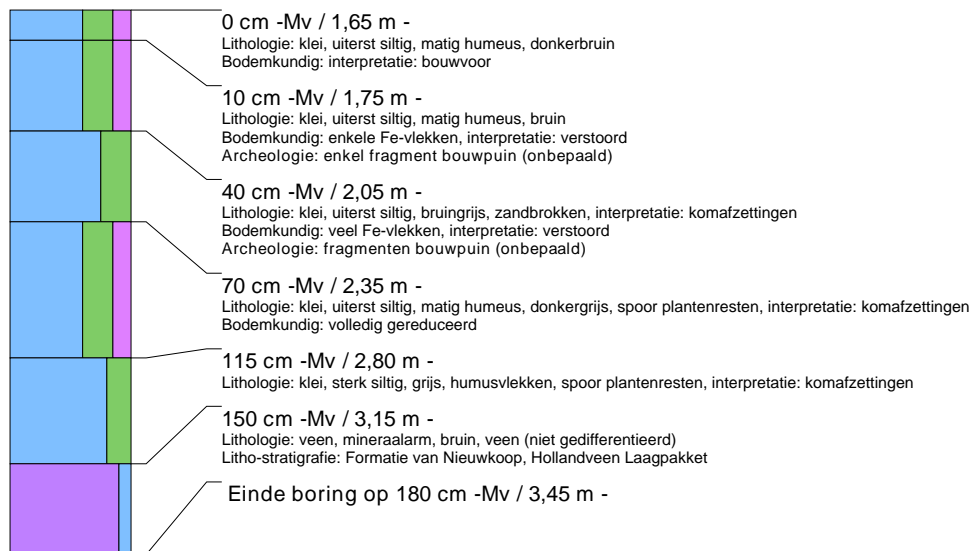 0 cm -Mv / 1,65 m -
Lithologie: klei, uiterst siltig, matig humeus, donkerbruin
Bodemkundig: interpretatie: bouwvoor
10 cm -Mv / 1,75 m -
Lithologie: klei, uiterst siltig, matig humeus, bruin
Bodemkundig: enkele Fe-vlekken, interpretatie: verstoord
Archeologie: enkel fragment bouwpuin (onbepaald)
40 cm -Mv / 2,05 m -
Lithologie: klei, uiterst siltig, bruingrijs, zandbrokken, interpretatie: komafzettingen
Bodemkundig: veel Fe-vlekken, interpretatie: verstoord
Archeologie: fragmenten bouwpuin (onbepaald)
70 cm -Mv / 2,35 m -
Lithologie: klei, uiterst siltig, matig humeus, donkergrijs, spoor plantenresten, interpretatie: komafzettingen
Bodemkundig: volledig gereduceerd
115 cm -Mv / 2,80 m -
Lithologie: klei, sterk siltig, grijs, humusvlekken, spoor plantenresten, interpretatie: komafzettingen
150 cm -Mv / 3,15 m -
Lithologie: veen, mineraalarm, bruin, veen (niet gedifferentieerd)
Litho-stratigrafie: Formatie van Nieuwkoop, Hollandveen Laagpakket
Einde boring op 180 cm -Mv / 3,45 m -